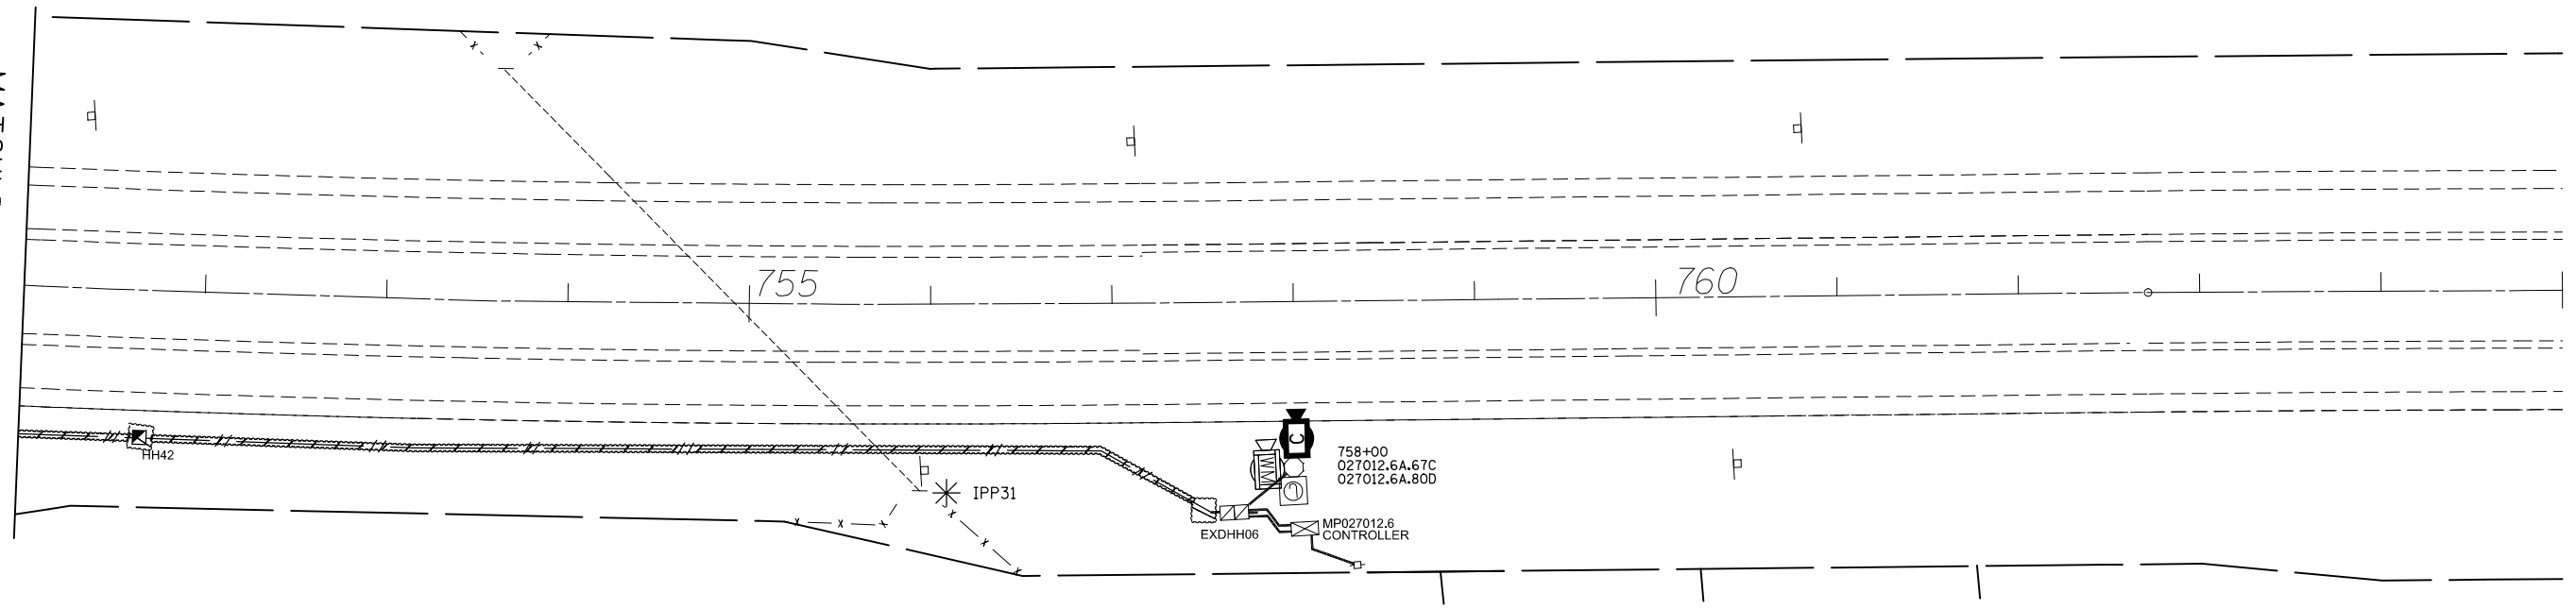 755
760
HH42
IPP31
C
758+00
027012.6A.67C
027012.6A.80D
EXDHH06
MP027012.6
CONTROLLER